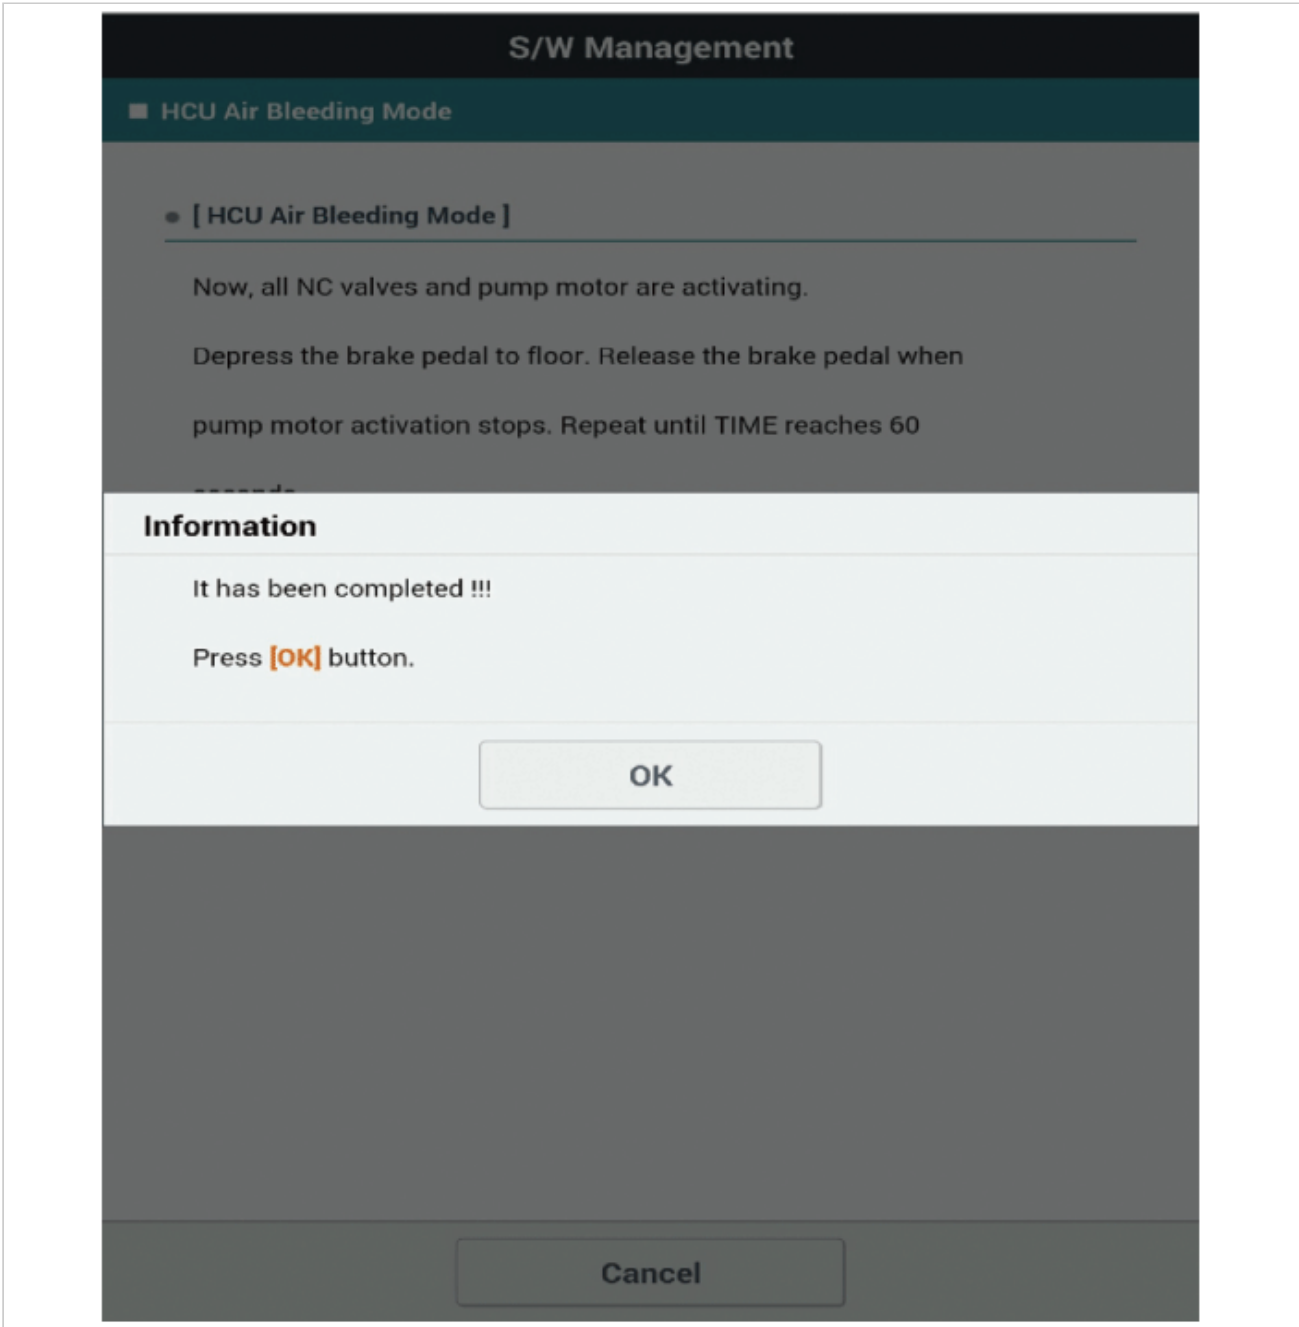 S/W Management
HCU Air Bleeding Mode
[ HCU Air Bleeding Mode ]
Now, all NC valves and pump motor are activating.
Depress the brake pedal to floor. Release the brake pedal when
pump motor activation stops. Repeat until TIME reaches 60
Information
It has been completed !!!
Press [OK] button.
OK
Cancel